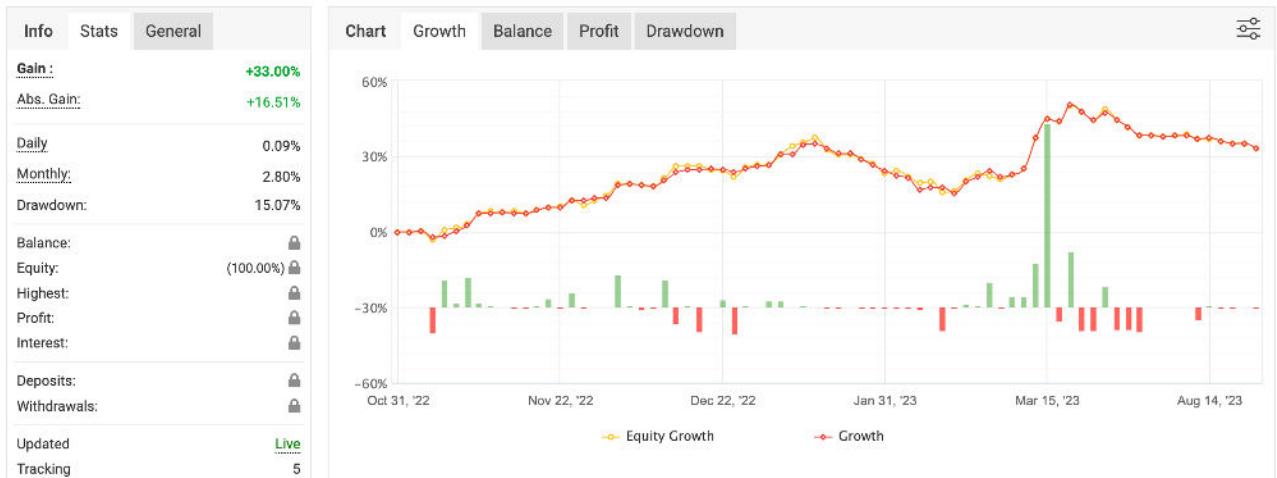 Info Stats General
Gain : +33.00%
Abs. Gain: +16.51%
Daily 0.09%
Monthly: 2.80%
Drawdown: 15.07%
Balance:
Equity: (100.00%)
Highest:
Profit:
Interest:
Deposits:
Withdrawals:
Updated Live
Tracking 5
Chart Growth Balance Profit Drawdown
60%
30%
0%
−30%
−60%
Oct 31, '22 Nov 22, '22 Dec 22, '22 Jan 31, '23 Mar 15, '23 Aug 14, '23
Equity Growth Growth